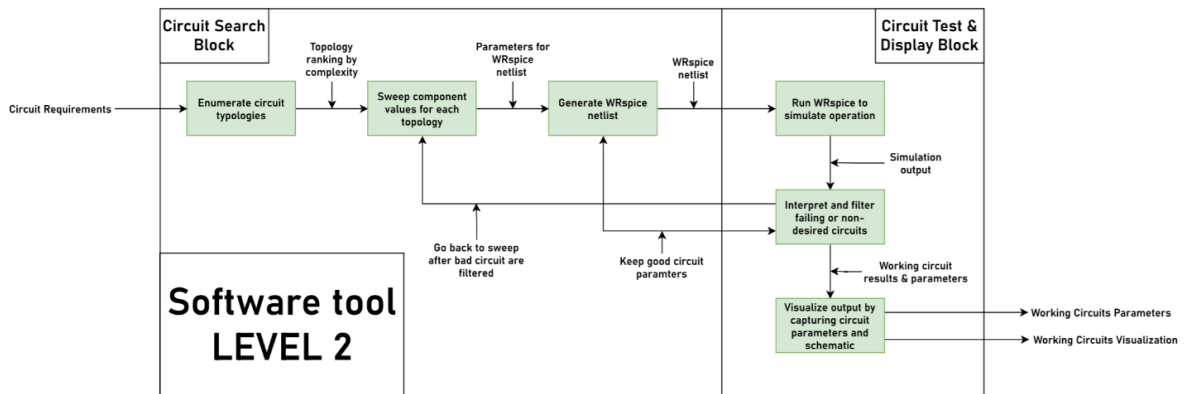 Circuit Search
Block
Circuit Test &
Display Block
Topology
ranking by
complexity
Parameters for
WRspice
netlist
WRspice
netlist
Circuit Requirements
Enumerate circuit
typologies
Sweep component
values for each
topology
Generate WRspice
netlist
Run WRspice to
simulate operation
Simulation
output
Interpret and filter
failing or non-
desired circuits
Go back to sweep
after bad circuit are
filtered
Keep good circuit
paramters
Working circuit
results & parameters
Software tool
LEVEL 2
Visualize output by
capturing circuit
parameters and
schematic
Working Circuits Parameters
Working Circuits Visualization